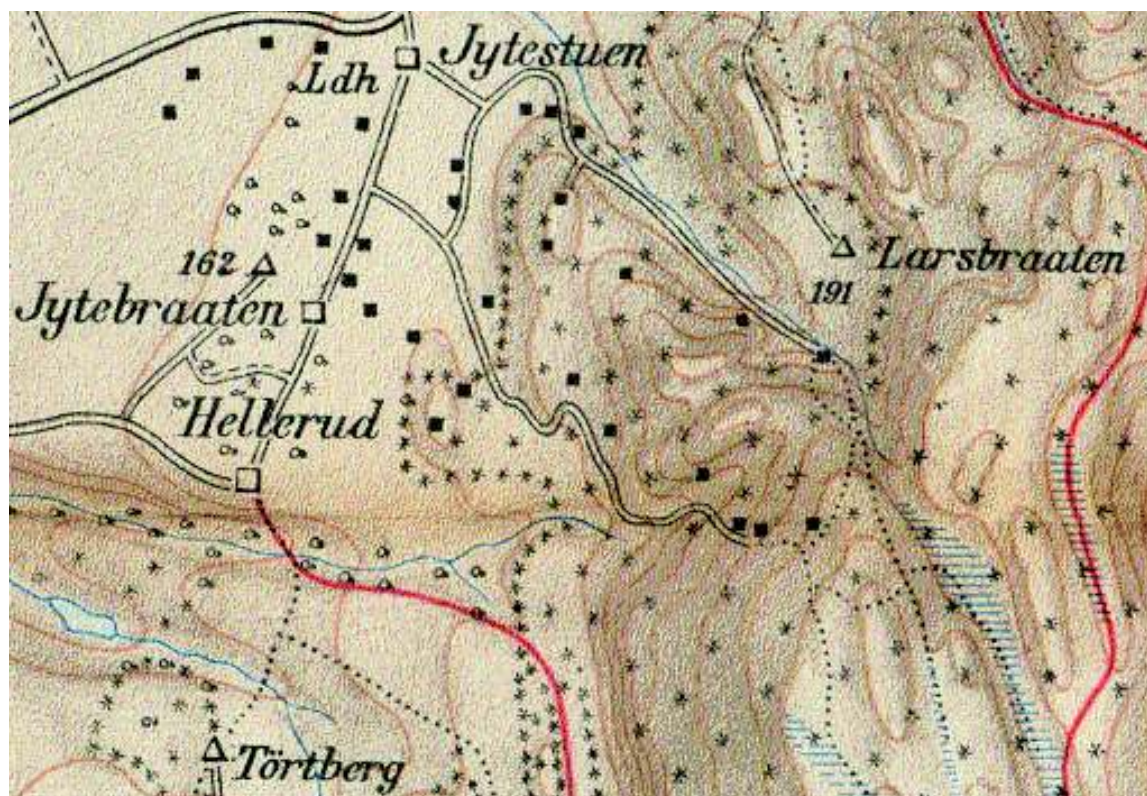 Jytestuen
Ldh
Larsbraaten
162
191
Jytebraaten
Hellerud
Törtberg